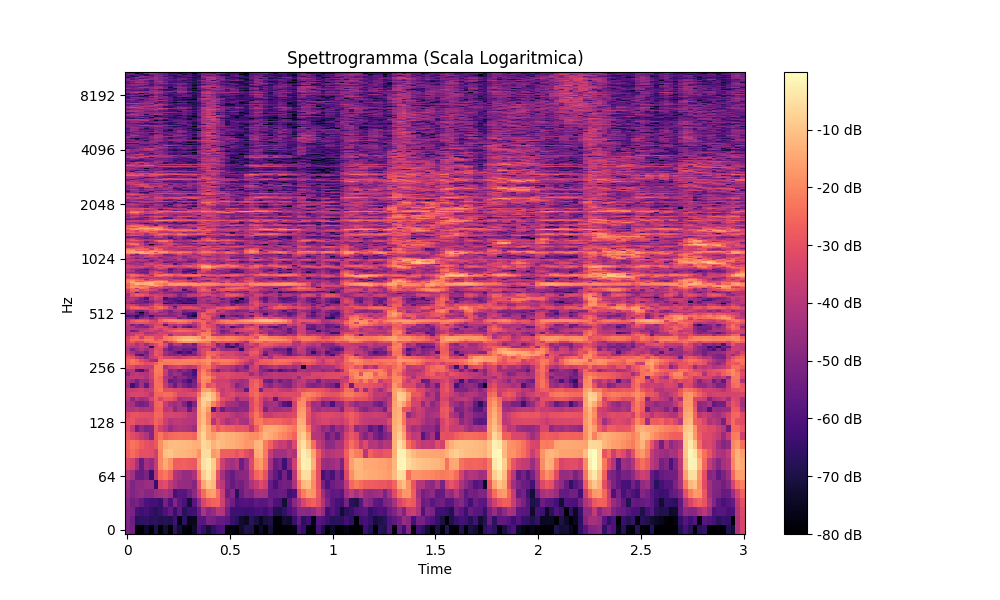 Spettrogramma (Scala Logaritmica)
8192
4096
2048
1024
512
256
128
64
0
Hz
0 0.5 1 1.5 2 2.5 3
Time
-10 dB
-20 dB
-30 dB
-40 dB
-50 dB
-60 dB
-70 dB
-80 dB